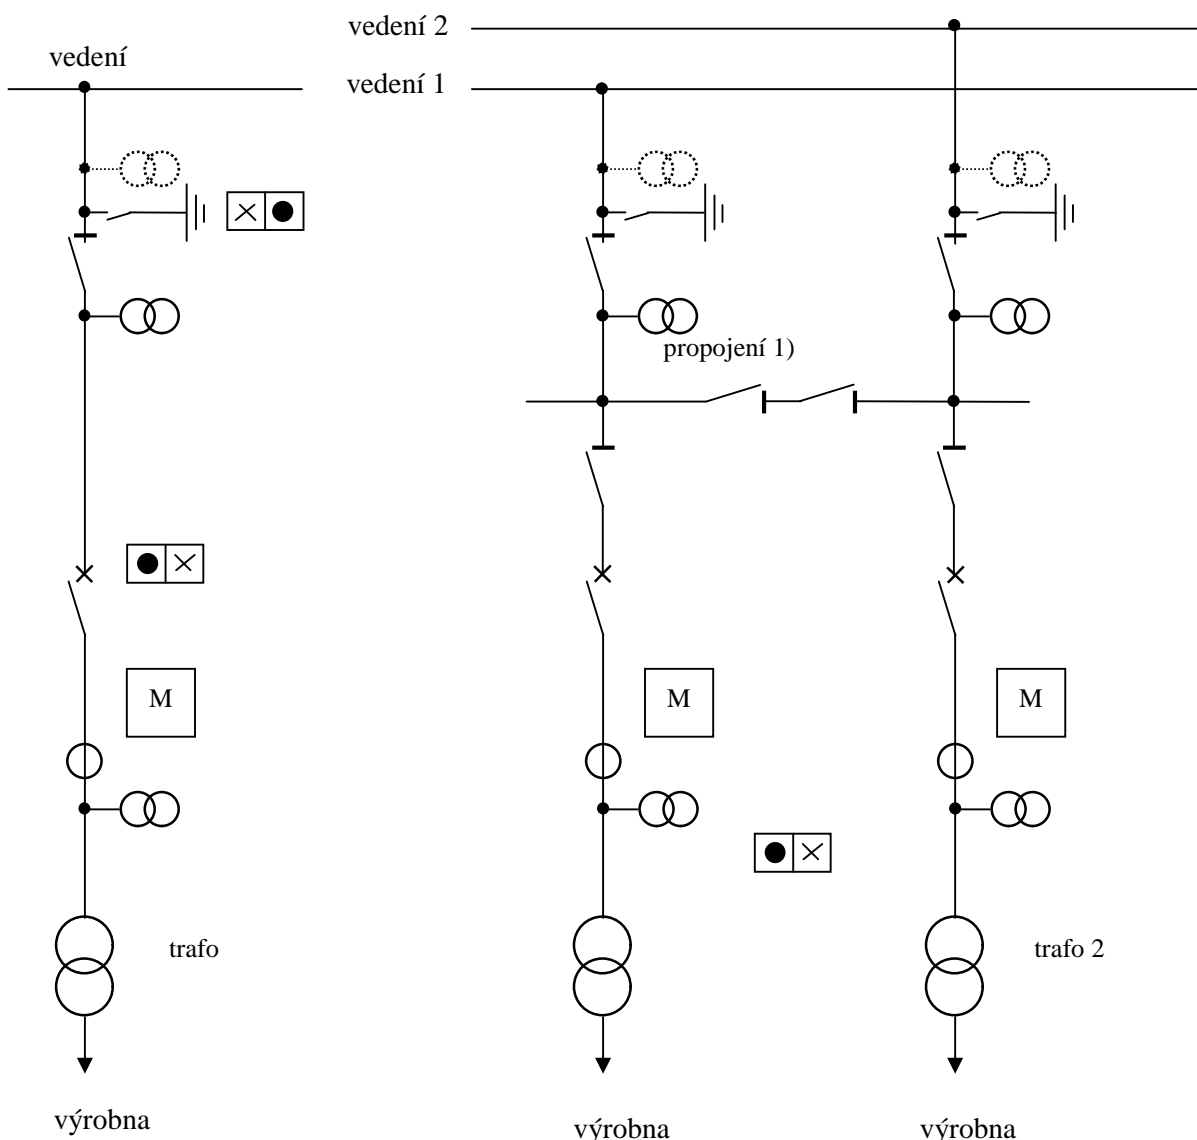 vedení 2
vedení
vedení 1
propojení 1)
M
M
M
trafo
trafo 2
výrobna
výrobna
výrobna